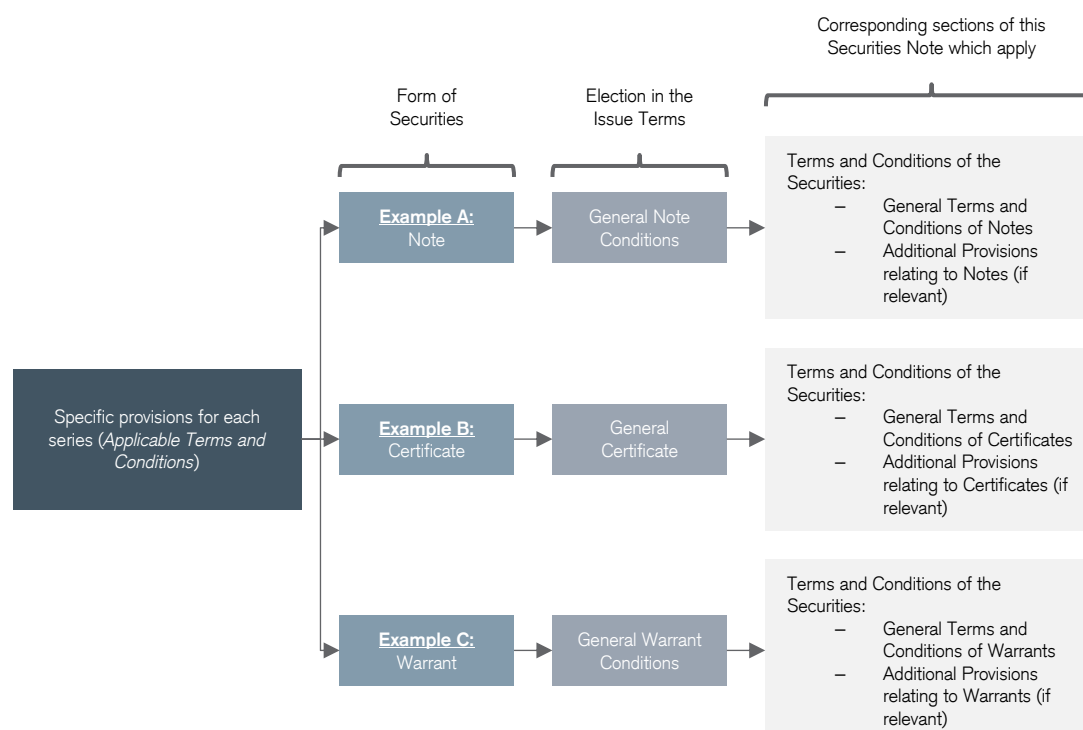 Corresponding sections of this
Securities Note which apply
Form of
Securities
Election in the
Issue Terms
Specific provisions for each
series (Applicable Terms and
Conditions)
Example A:
Note
General Note
Conditions
Terms and Conditions of the
Securities:
– General Terms and
Conditions of Notes
– Additional Provisions
relating to Notes (if
relevant)
Example B:
Certificate
General
Certificate
Terms and Conditions of the
Securities:
– General Terms and
Conditions of Certificates
– Additional Provisions
relating to Certificates (if
relevant)
Example C:
Warrant
General Warrant
Conditions
Terms and Conditions of the
Securities:
– General Terms and
Conditions of Warrants
– Additional Provisions
relating to Warrants (if
relevant)